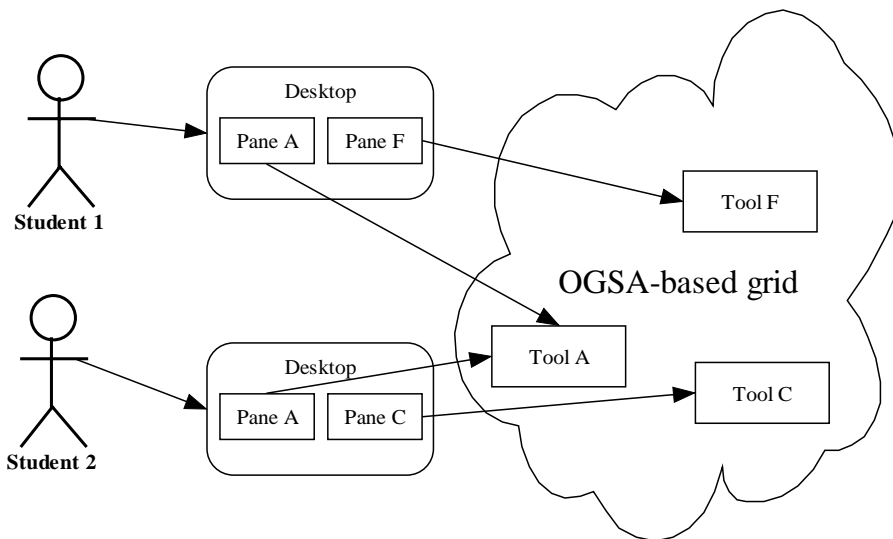 Desktop
Pane A
Pane F
Student 1
Tool F
OGSA-based grid
Tool A
Desktop
Pane A
Pane C
Tool C
Student 2